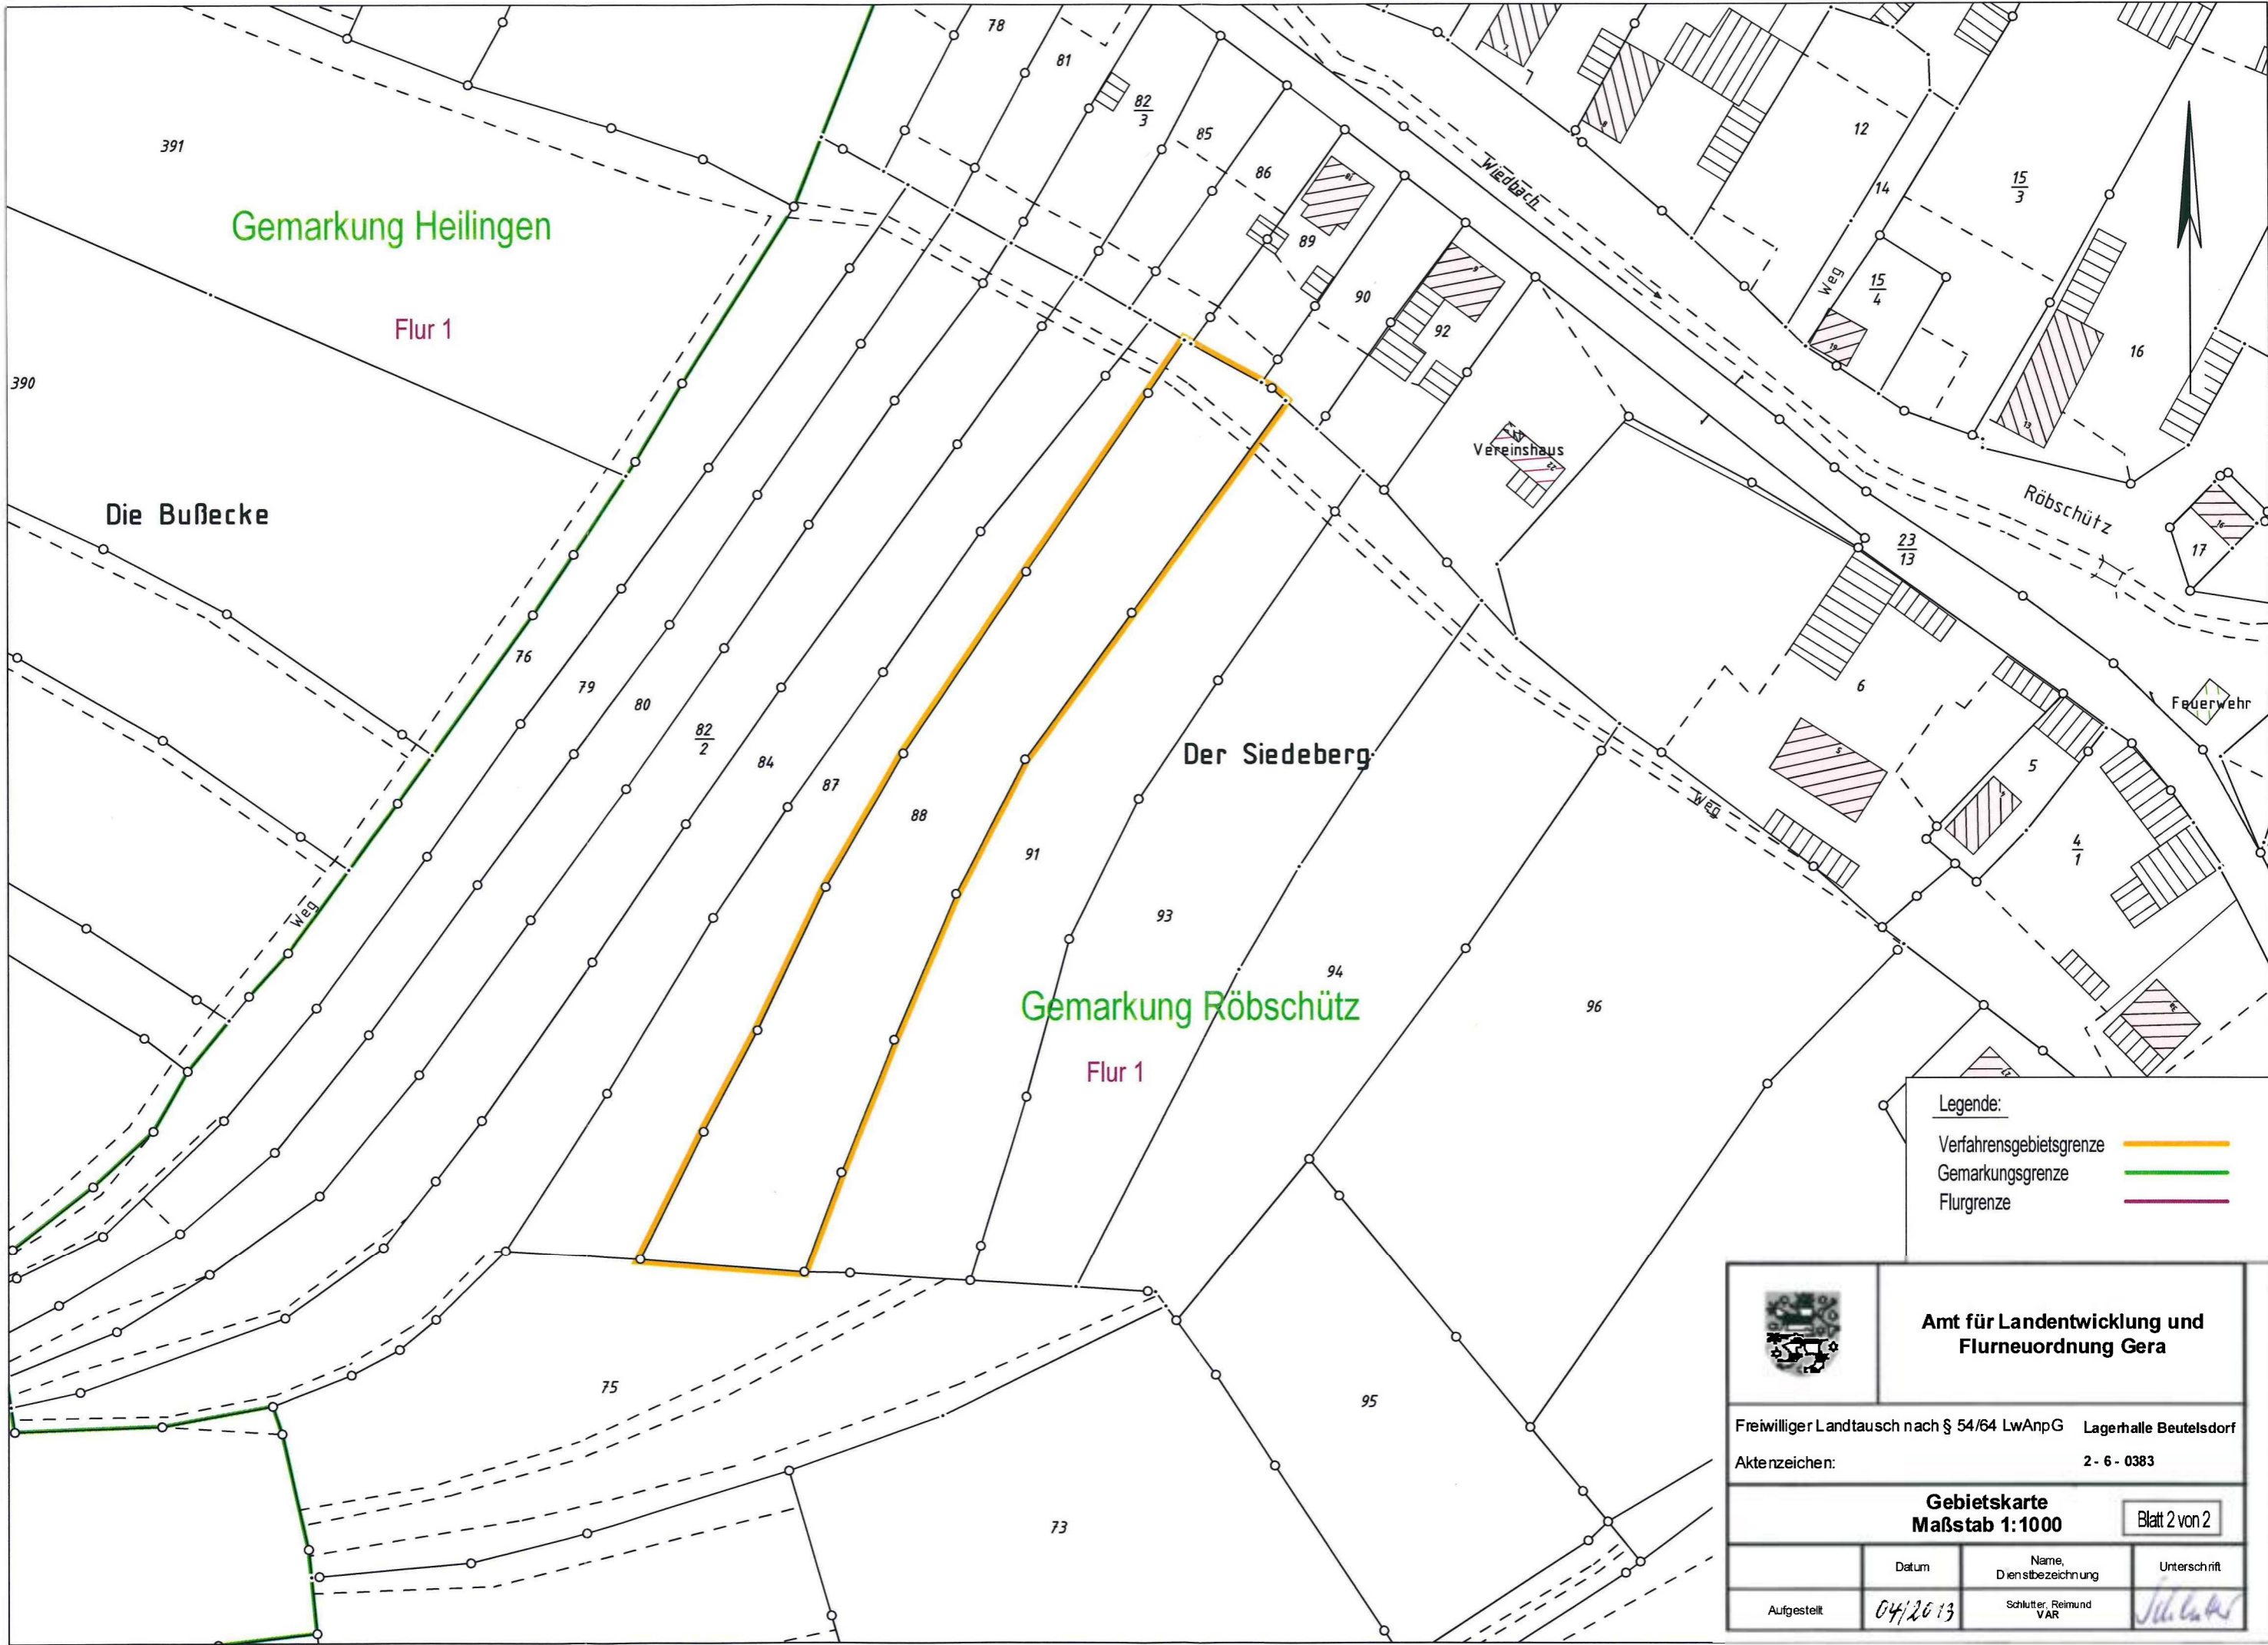 78
81
82
3
85
86
89
90
92
12
14
15
3
Weg
15
4
16
Wiedbach
391
Gemarkung Heilingen
Flur 1
390
Die Bußecke
Vereinshaus
22
Röbschütz
17
16
23
13
13
19
6
5
5
4
1
Feuerwehr
76
79
80
82
2
84
87
88
Der Siedeberg
91
93
94
96
Weg
Weg
Gemarkung Röbschütz
Flur 1
75
95
73
Legende:
Verfahrensgebietsgrenze
Gemarkungsgrenze
Flurgrenze
Amt für Landentwicklung und
Flurneuordnung Gera
Freiwilliger Landtausch nach § 54/64 LwAnpG Lagerhalle Beutelsdorf
Aktenzeichen: 2 - 6 - 0383
Gebietskarte
Maßstab 1:1000
Blatt 2 von 2
Datum
Name,
Dienstbezeichnung
Unterschrift
Aufgestellt
04/2013
Schlutter, Reimund
VAR